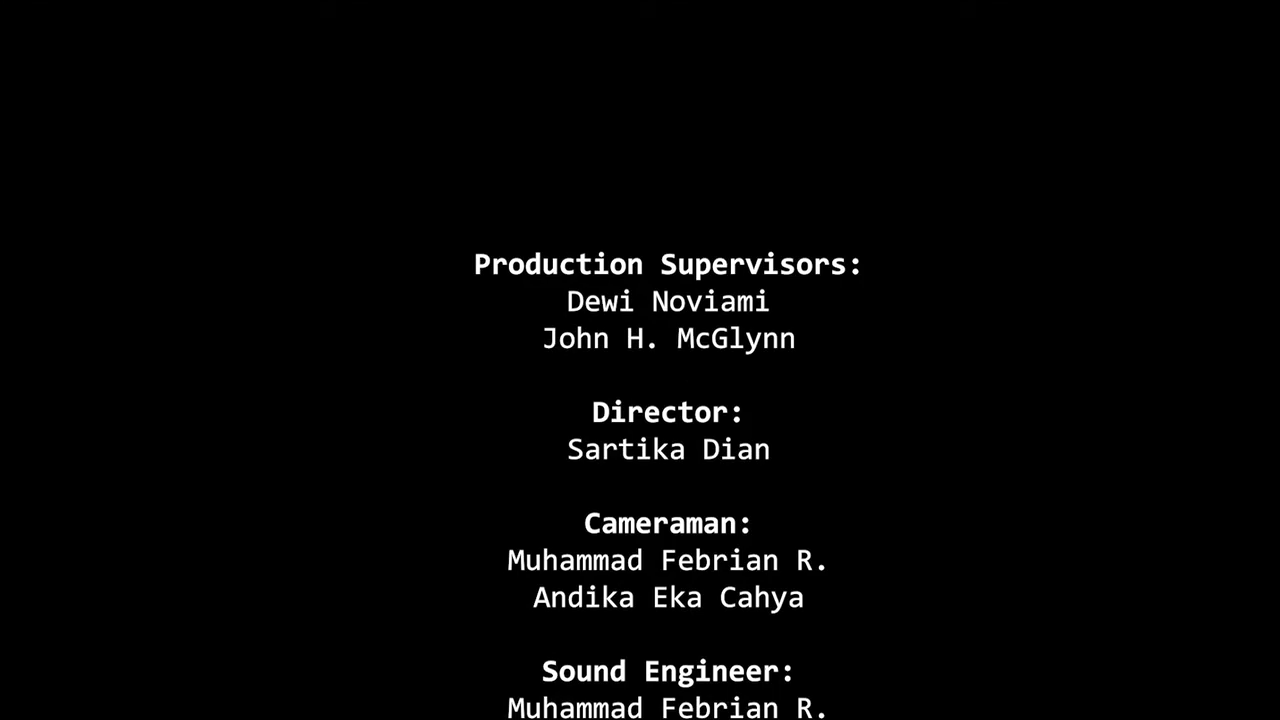 Production Supervisors:
Dewi Noviami
John H. McGlynn
Director:
Sartika Dian
Cameraman:
Muhammad Febrian R.
Andika Eka Cahya
Sound Engineer:
Muhammad Febrian R.